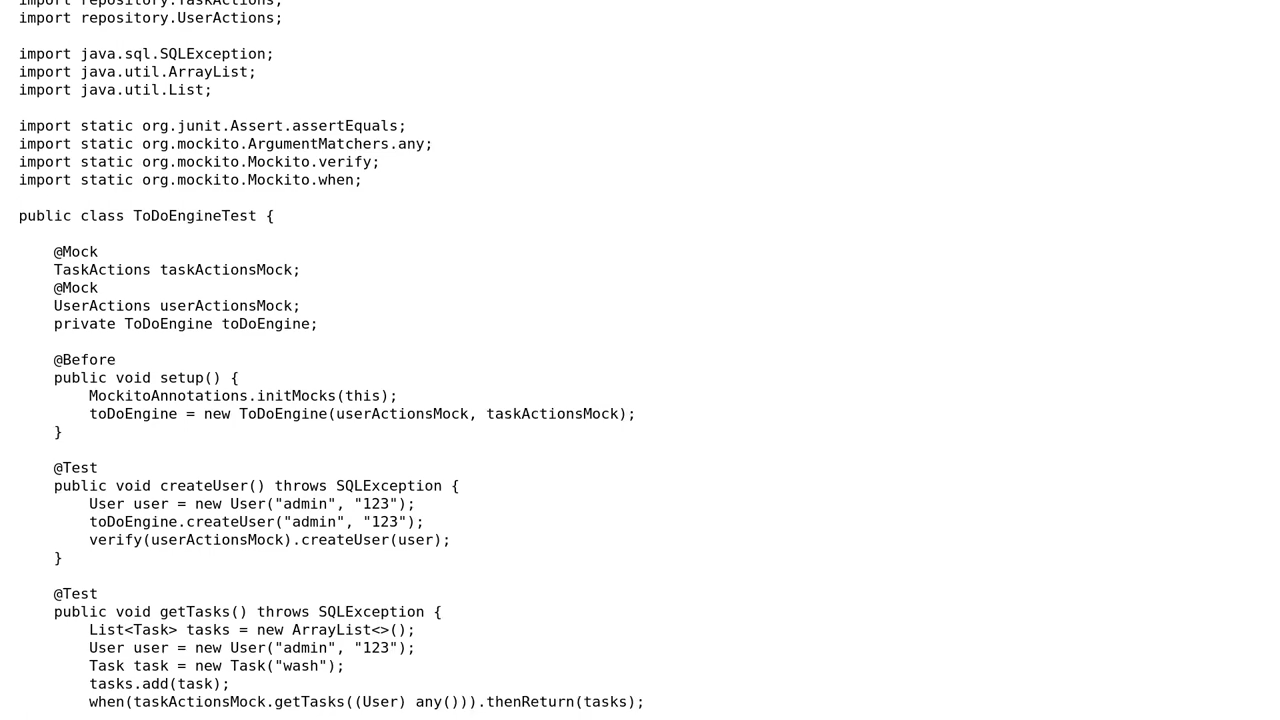 import repository.TaskActions;
import repository.UserActions;

import java.sql.SQLException;
import java.util.ArrayList;
import java.util.List;

import static org.junit.Assert.assertEquals;
import static org.mockito.ArgumentMatchers.any;
import static org.mockito.Mockito.verify;
import static org.mockito.Mockito.when;

public class ToDoEngineTest {

    @Mock
    TaskActions taskActionsMock;
    @Mock
    UserActions userActionsMock;
    private ToDoEngine toDoEngine;

    @Before
    public void setup() {
        MockitoAnnotations.initMocks(this);
        toDoEngine = new ToDoEngine(userActionsMock, taskActionsMock);
    }

    @Test
    public void createUser() throws SQLException {
        User user = new User("admin", "123");
        toDoEngine.createUser("admin", "123");
        verify(userActionsMock).createUser(user);
    }

    @Test
    public void getTasks() throws SQLException {
        List<Task> tasks = new ArrayList<>();
        User user = new User("admin", "123");
        Task task = new Task("wash");
        tasks.add(task);
        when(taskActionsMock.getTasks((User) any())).thenReturn(tasks);